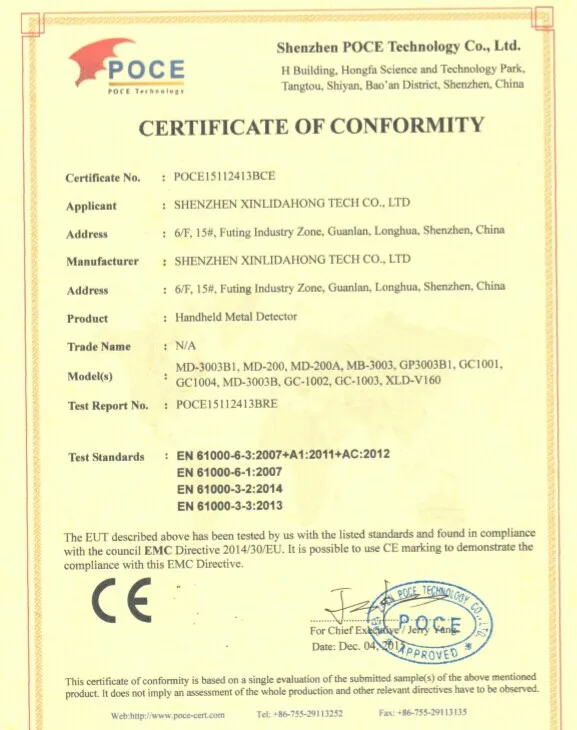 POCE
POCE Technology
Shenzhen POCE Technology Co., Ltd.
H Building, Hongfa Science and Technology Park,
Tangtou, Shiyan, Bao'an District, Shenzhen, China
CERTIFICATE OF CONFORMITY
Certificate No. : POCE15112413BCE
Applicant : SHENZHEN XINLIDAHONG TECH CO., LTD
Address : 6/F, 15#, Futing Industry Zone, Guanlan, Longhua, Shenzhen, China
Manufacturer : SHENZHEN XINLIDAHONG TECH CO., LTD
Address : 6/F, 15#, Futing Industry Zone, Guanlan, Longhua, Shenzhen, China
Product : Handheld Metal Detector
Trade Name : N/A
Model(s) : MD-3003B1, MD-200, MD-200A, MB-3003, GP3003B1, GC1001,
GC1004, MD-3003B, GC-1002, GC-1003, XLD-V160
Test Report No. : POCE15112413BRE
Test Standards : EN 61000-6-3:2007+A1:2011+AC:2012
EN 61000-6-1:2007
EN 61000-3-2:2014
EN 61000-3-3:2013
The EUT described above has been tested by us with the listed standards and found in compliance
with the council EMC Directive 2014/30/EU. It is possible to use CE marking to demonstrate the
compliance with this EMC Directive.
CE
For Chief Executive / Jerry Yang
Date: Dec. 04, 2015
POCE TECHNOLOGY CO., LTD.
POCE
APPROVED
This certificate of conformity is based on a single evaluation of the submitted sample(s) of the above mentioned
product. It does not imply an assessment of the whole production and other relevant directives have to be observed.
Web:http://www.poce-cert.com Tel: +86-755-29113252 Fax: +86-755-29113135